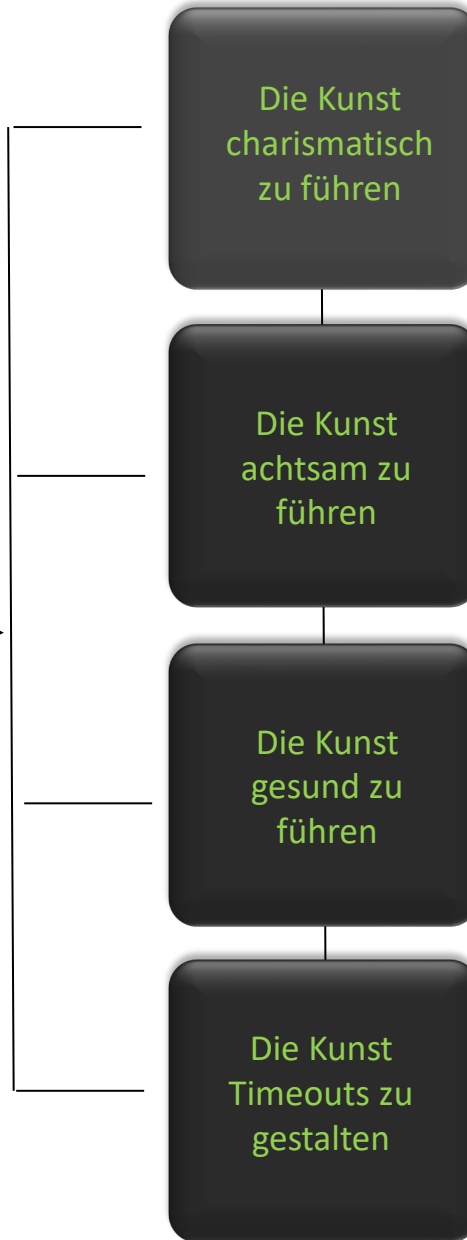 Die Kunst
charismatisch
zu führen
Die Kunst
achtsam zu
führen
Die Kunst
gesund zu
führen
Die Kunst
Timeouts zu
gestalten